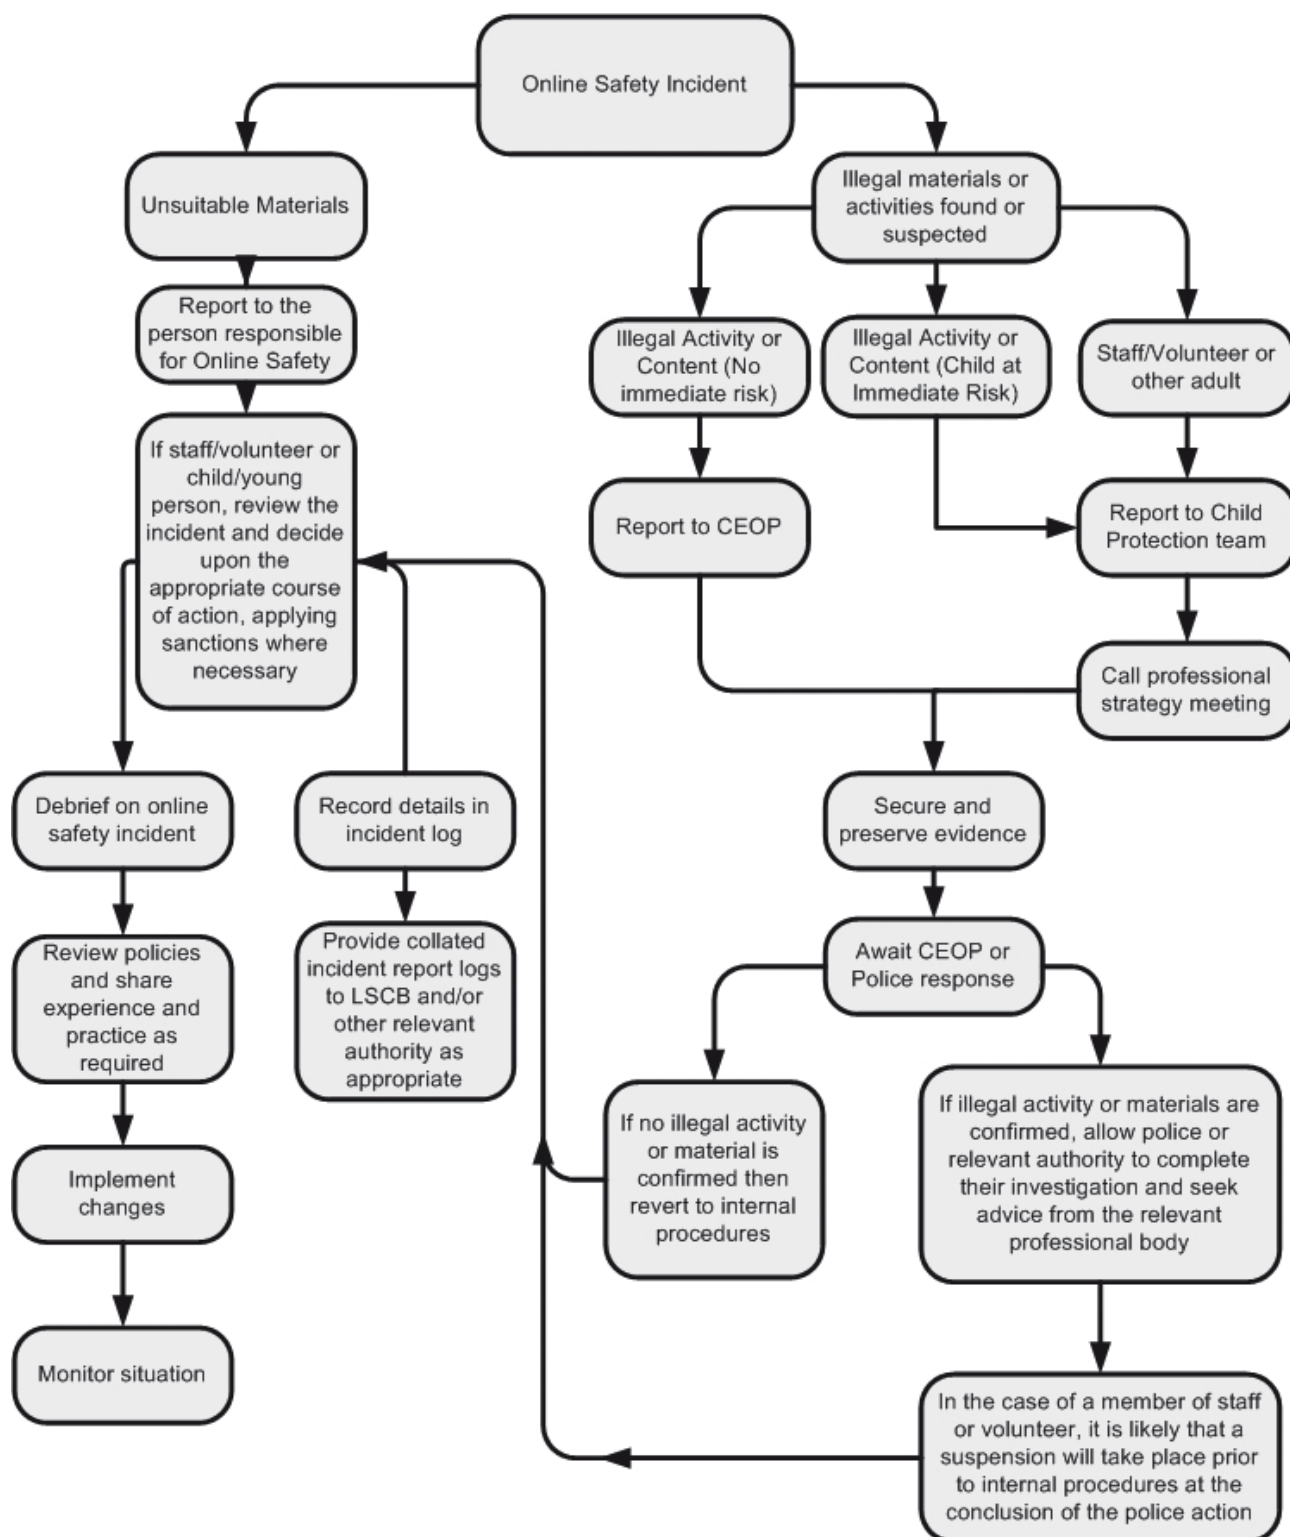 Online Safety Incident
Unsuitable Materials
Illegal materials or
activities found or
suspected
Report to the
person responsible
for Online Safety
Illegal Activity or
Content (No
immediate risk)
Illegal Activity or
Content (Child at
Immediate Risk)
Staff/Volunteer or
other adult
If staff/volunteer or
child/young
person, review the
incident and decide
upon the
appropriate course
of action, applying
sanctions where
necessary
Report to CEOP
Report to Child
Protection team
Call professional
strategy meeting
Debrief on online
safety incident
Record details in
incident log
Secure and
preserve evidence
Review policies
and share
experience and
practice as
required
Provide collated
incident report logs
to LSCB and/or
other relevant
authority as
appropriate
Await CEOP or
Police response
If no illegal activity
or material is
confirmed then
revert to internal
procedures
If illegal activity or materials are
confirmed, allow police or
relevant authority to complete
their investigation and seek
advice from the relevant
professional body
Implement
changes
Monitor situation
In the case of a member of staff
or volunteer, it is likely that a
suspension will take place prior
to internal procedures at the
conclusion of the police action